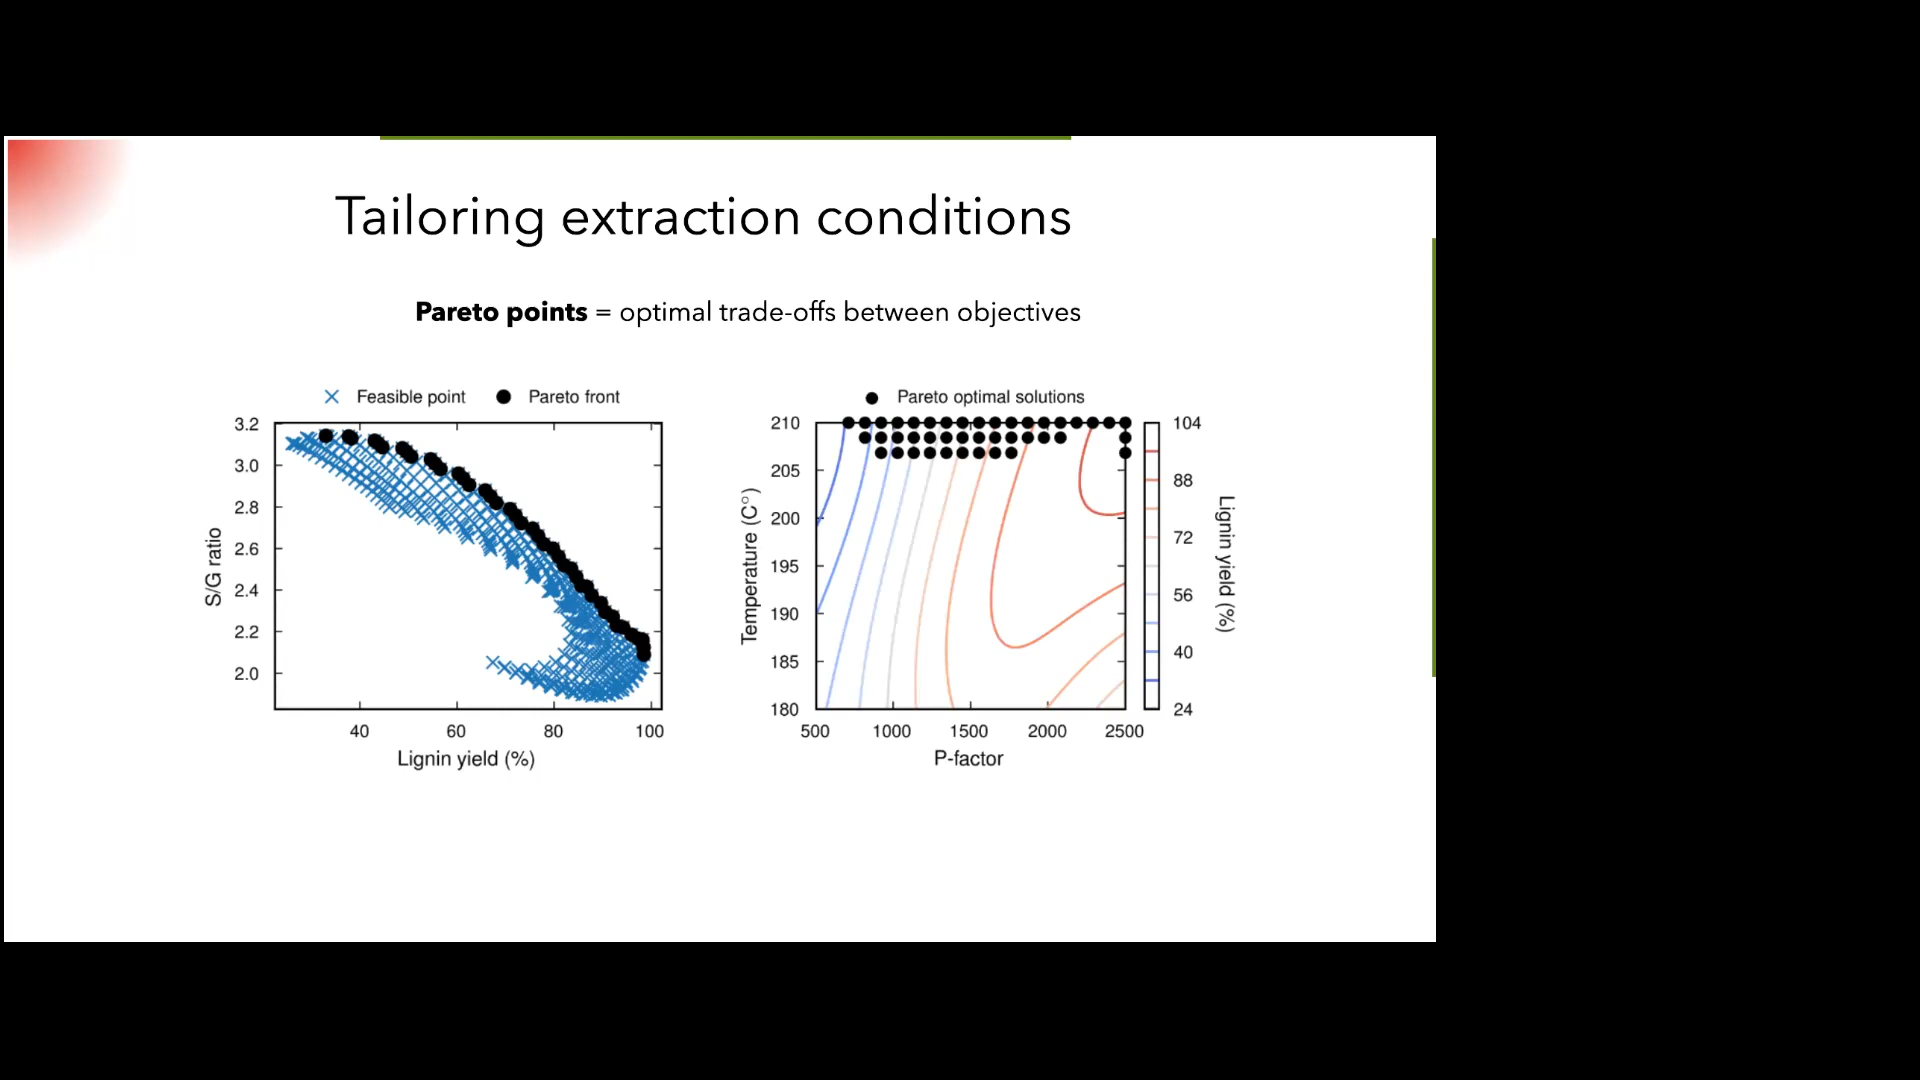 Tailoring extraction conditions
Pareto points = optimal trade-offs between objectives
Feasible point Pareto front
3.2
3.0
2.8
2.6
2.4
2.2
2.0
S/G ratio
40 60 80 100
Lignin yield (%)
Pareto optimal solutions
210
205
200
195
190
185
180
Temperature (C°)
500 1000 1500 2000 2500
P-factor
104
88
72
56
40
24
Lignin yield (%)